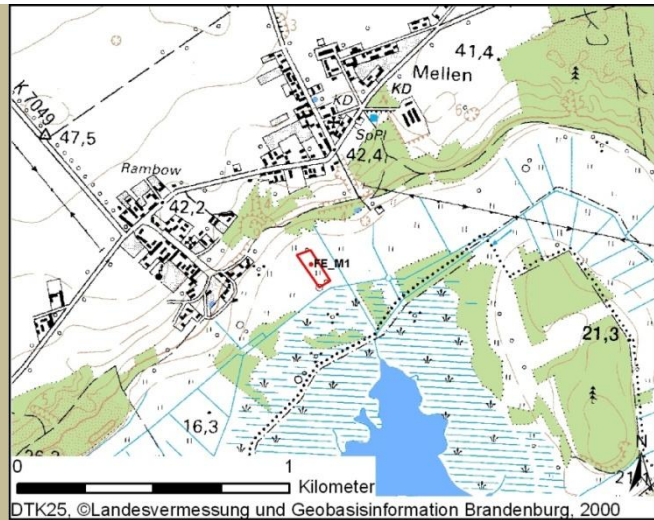 41,4
Mellen
KD
KD
K 7049
47,5
SpPl
42,4
Rambow
42,2
FE_M1
21,3
16,3
N
0 1
Kilometer
DTK25, ©Landesvermessung und Geobasisinformation Brandenburg, 2000